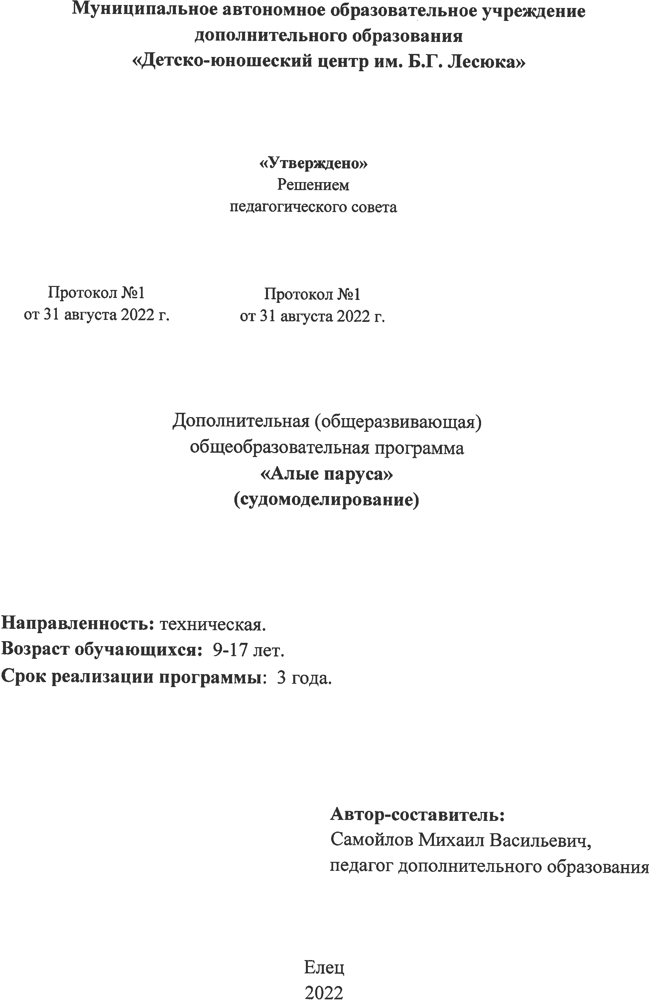 Муниципальное автономное образовательное учреждение
дополнительного образования
«Детско-юношеский центр им. Б.Г. Лесюка»
«Утверждено»
Решением
педагогического совета
Протокол №1
от 31 августа 2022 г.
Протокол №1
от 31 августа 2022 г.
Дополнительная (общеразвивающая)
общеобразовательная программа
«Алые паруса»
(судомоделирование)
Направленность: техническая.
Возраст обучающихся: 9-17 лет.
Срок реализации программы: 3 года.
Автор-составитель:
Самойлов Михаил Васильевич,
педагог дополнительного образования
Елец
2022